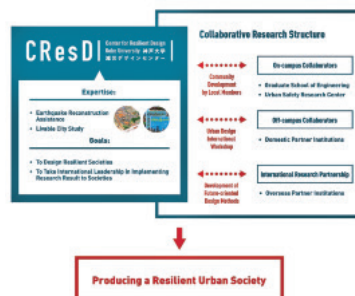 CResD
Center for Resilient Design
Kobe University 神戸大学
減災デザインセンター
Expertise:
• Earthquake Reconstruction
Assistance
• Livable City Study
Goals:
• To Design Resilient Societies
• To Take International Leadership in Implementing
Research Result to Societies
Collaborative Research Structure
Community
Development
by Local Members
On-campus Collaborators
• Graduate School of Engineering
• Urban Safety Research Center
Urban Design
International
Workshop
Off-campus Collaborators
• Domestic Partner Institutions
Development of
Future-oriented
Design Methods
International Research Partnership
• Overseas Partner Institutions
Producing a Resilient Urban Society